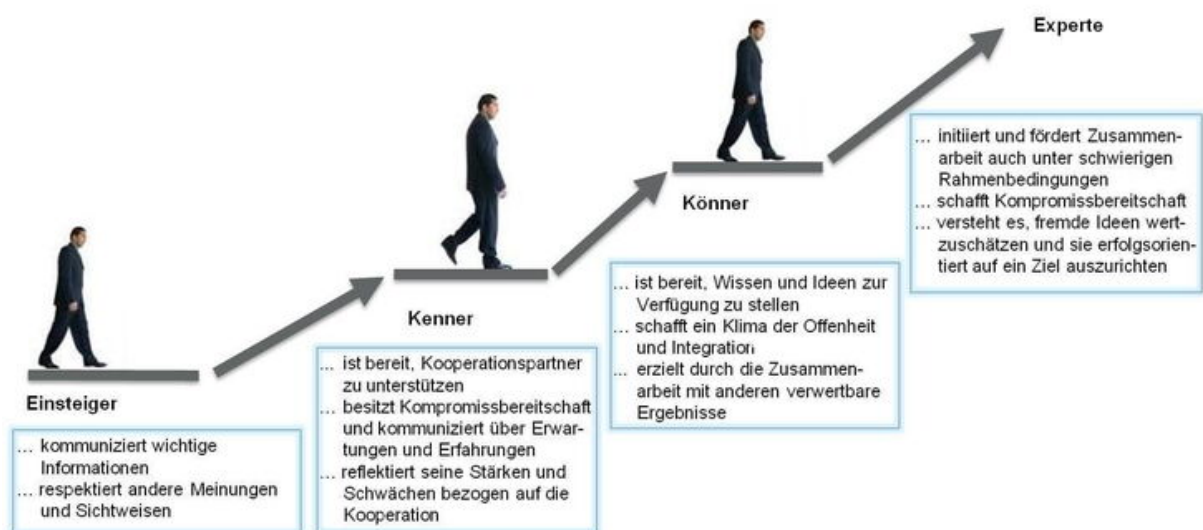 Einsteiger
... kommuniziert wichtige
Informationen
... respektiert andere Meinungen
und Sichtweisen
Kenner
... ist bereit, Kooperationspartner
zu unterstützen
... besitzt Kompromissbereitschaft
und kommuniziert über Erwar-
tungen und Erfahrungen
... reflektiert seine Stärken und
Schwächen bezogen auf die
Kooperation
Könner
... ist bereit, Wissen und Ideen zur
Verfügung zu stellen
... schafft ein Klima der Offenheit
und Integration
... erzielt durch die Zusammen-
arbeit mit anderen verwertbare
Ergebnisse
Experte
... initiiert und fördert Zusammen-
arbeit auch unter schwierigen
Rahmenbedingungen
... schafft Kompromissbereitschaft
... versteht es, fremde Ideen wert-
zuschätzen und sie erfolgsorien-
tiert auf ein Ziel auszurichten